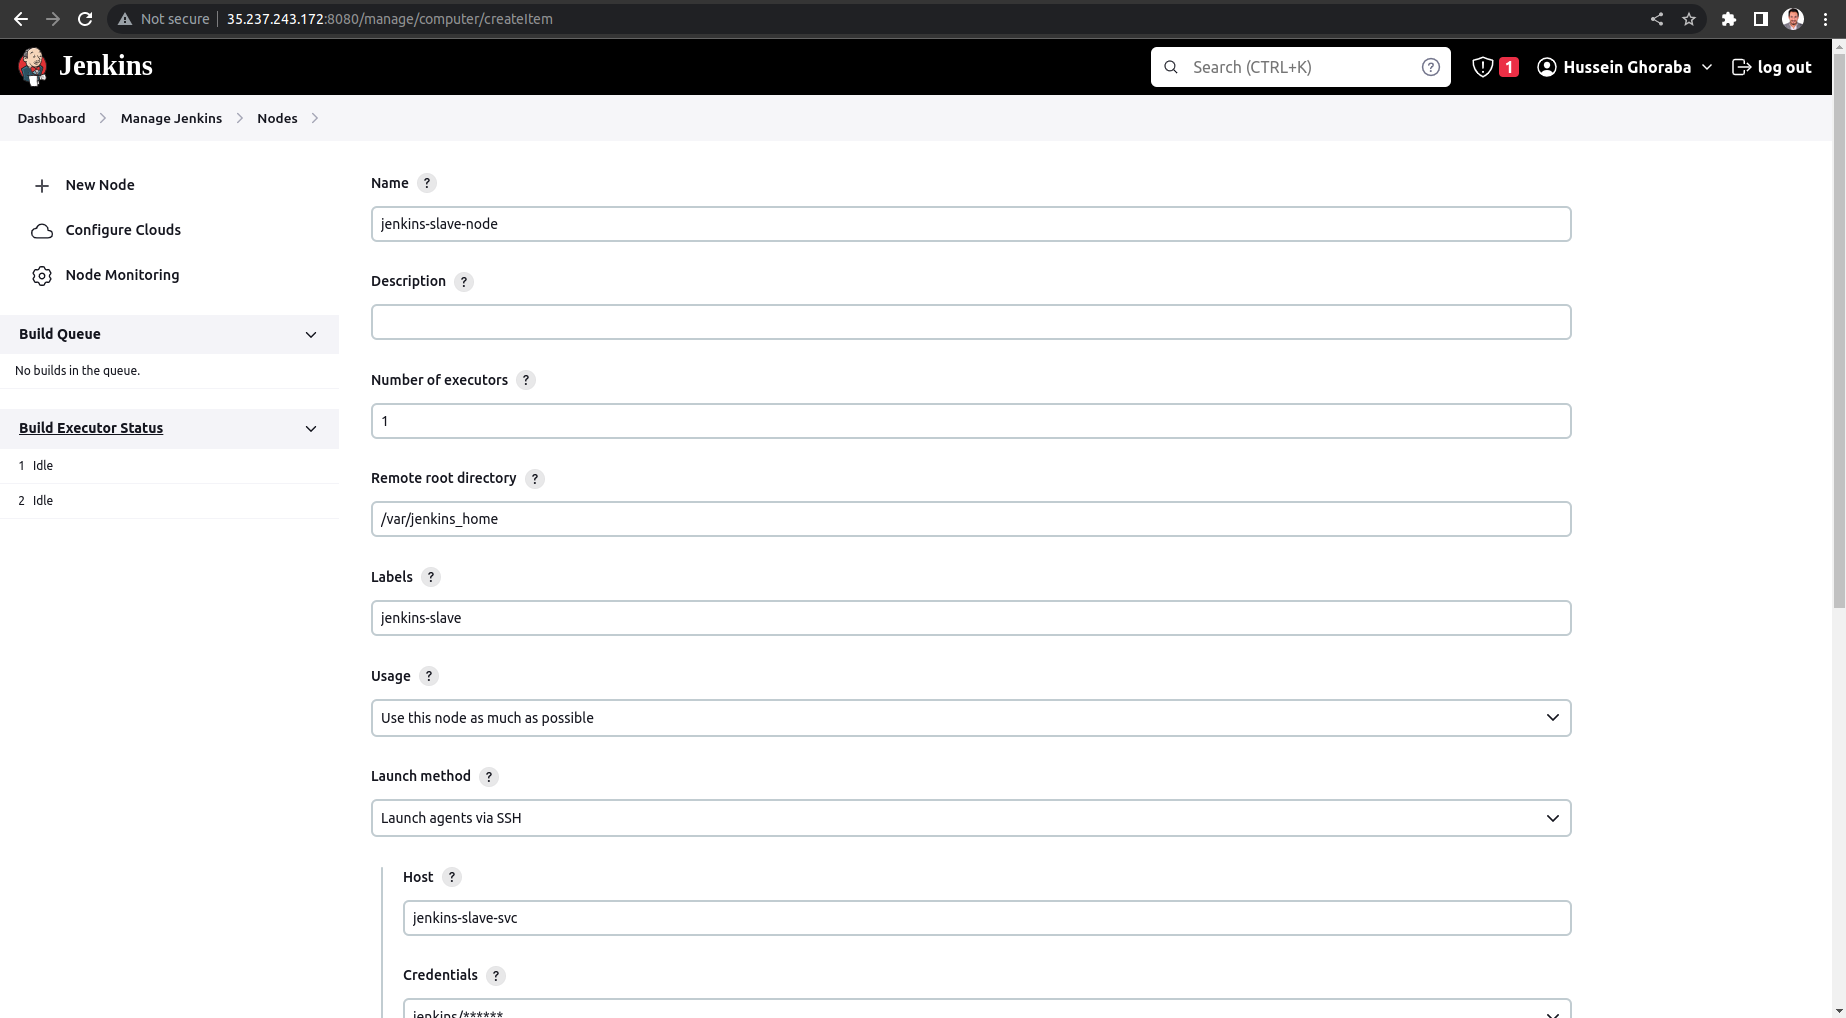 Not secure 35.237.243.172:8080/manage/computer/createItem
Jenkins
Search (CTRL+K) ?
1
Hussein Ghoraba
log out
Dashboard Manage Jenkins Nodes
New Node
Configure Clouds
Node Monitoring
Build Queue
No builds in the queue.
Build Executor Status
1 Idle
2 Idle
Name ?
jenkins-slave-node
Description ?
Number of executors ?
1
Remote root directory ?
/var/jenkins_home
Labels ?
jenkins-slave
Usage ?
Use this node as much as possible
Launch method ?
Launch agents via SSH
Host ?
jenkins-slave-svc
Credentials ?
jenkins/******